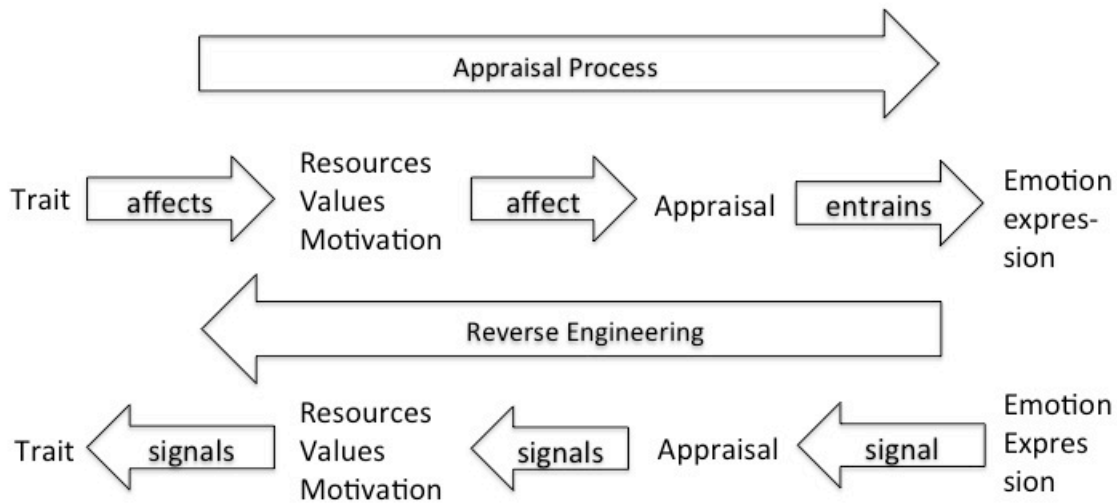 Appraisal Process
Trait
affects
Resources
Values
Motivation
affect
Appraisal
entrains
Emotion
expres-
sion
Reverse Engineering
Trait
signals
Resources
Values
Motivation
signals
Appraisal
signal
Emotion
Expres
sion